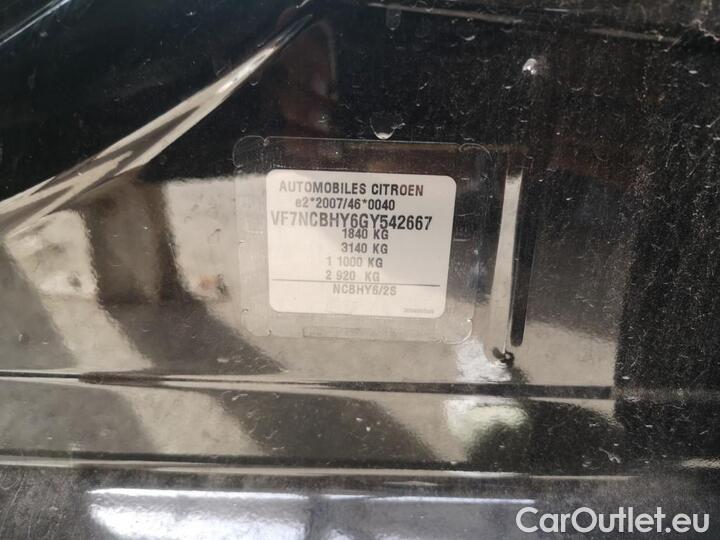 AUTOMOBILES CITROEN
e2*2007/46*0040
VF7NCBHY6GY542667
1840 KG
3140 KG
1 1000 KG
2 920 KG
NCBHY6/2S
CarOutlet.eu